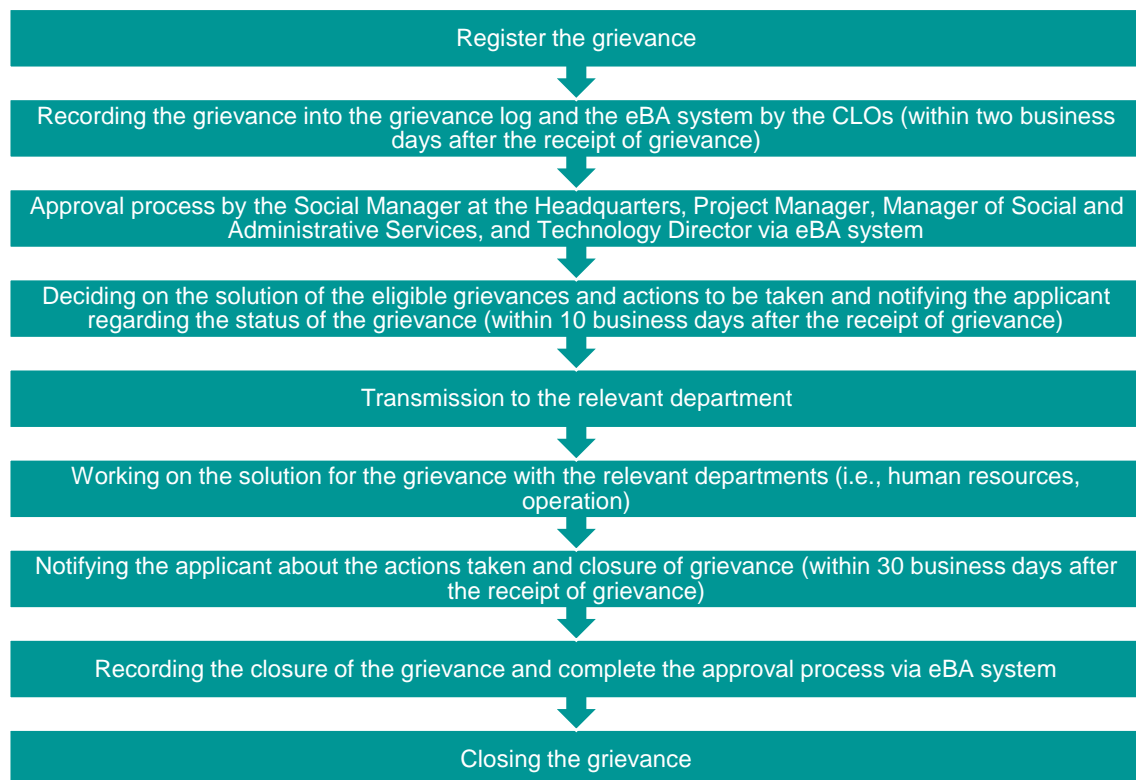 Register the grievance
Recording the grievance into the grievance log and the eBA system by the CLOs (within two business
days after the receipt of grievance)
Approval process by the Social Manager at the Headquarters, Project Manager, Manager of Social and
Administrative Services, and Technology Director via eBA system
Deciding on the solution of the eligible grievances and actions to be taken and notifying the applicant
regarding the status of the grievance (within 10 business days after the receipt of grievance)
Transmission to the relevant department
Working on the solution for the grievance with the relevant departments (i.e., human resources,
operation)
Notifying the applicant about the actions taken and closure of grievance (within 30 business days after
the receipt of grievance)
Recording the closure of the grievance and complete the approval process via eBA system
Closing the grievance